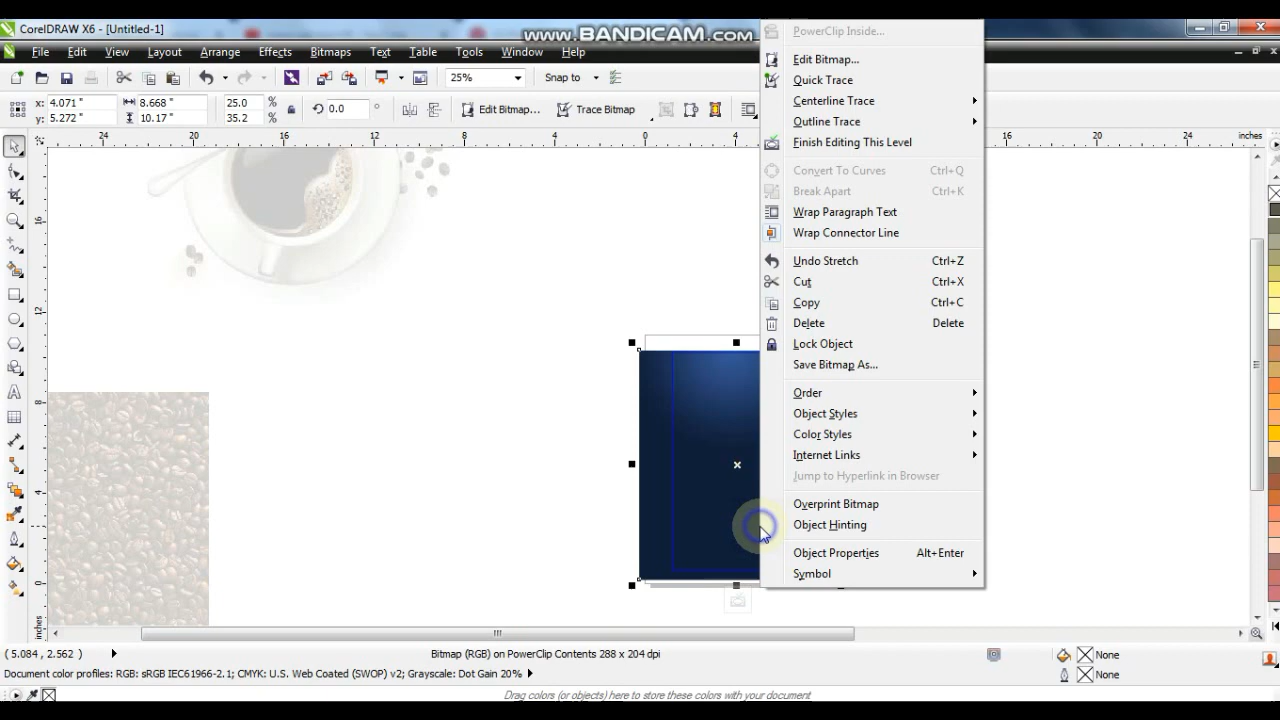 CorelDRAW X6 - [Untitled-1]
www.BANDICAM.com
File Edit View Layout Arrange Effects Bitmaps Text Table Tools Window Help
25% Snap to
x: 4.071 " 8.668 " 25.0 % 0.0 ° Edit Bitmap... Trace Bitmap
y: 5.272 " 10.17 " 35.2 %
24 20 16 12 8 4 0 4 16 20 24 inches
16
12
8
4
0
inches
PowerClip Inside...
Edit Bitmap...
Quick Trace
Centerline Trace
Outline Trace
Finish Editing This Level
Convert To Curves Ctrl+Q
Break Apart Ctrl+K
Wrap Paragraph Text
Wrap Connector Line
Undo Stretch Ctrl+Z
Cut Ctrl+X
Copy Ctrl+C
Delete Delete
Lock Object
Save Bitmap As...
Order
Object Styles
Color Styles
Internet Links
Jump to Hyperlink in Browser
Overprint Bitmap
Object Hinting
Object Properties Alt+Enter
Symbol
( 5.084 , 2.562 ) Bitmap (RGB) on PowerClip Contents 288 x 204 dpi None
Document color profiles: RGB: sRGB IEC61966-2.1; CMYK: U.S. Web Coated (SWOP) v2; Grayscale: Dot Gain 20% None
Drag colors (or objects) here to store these colors with your document